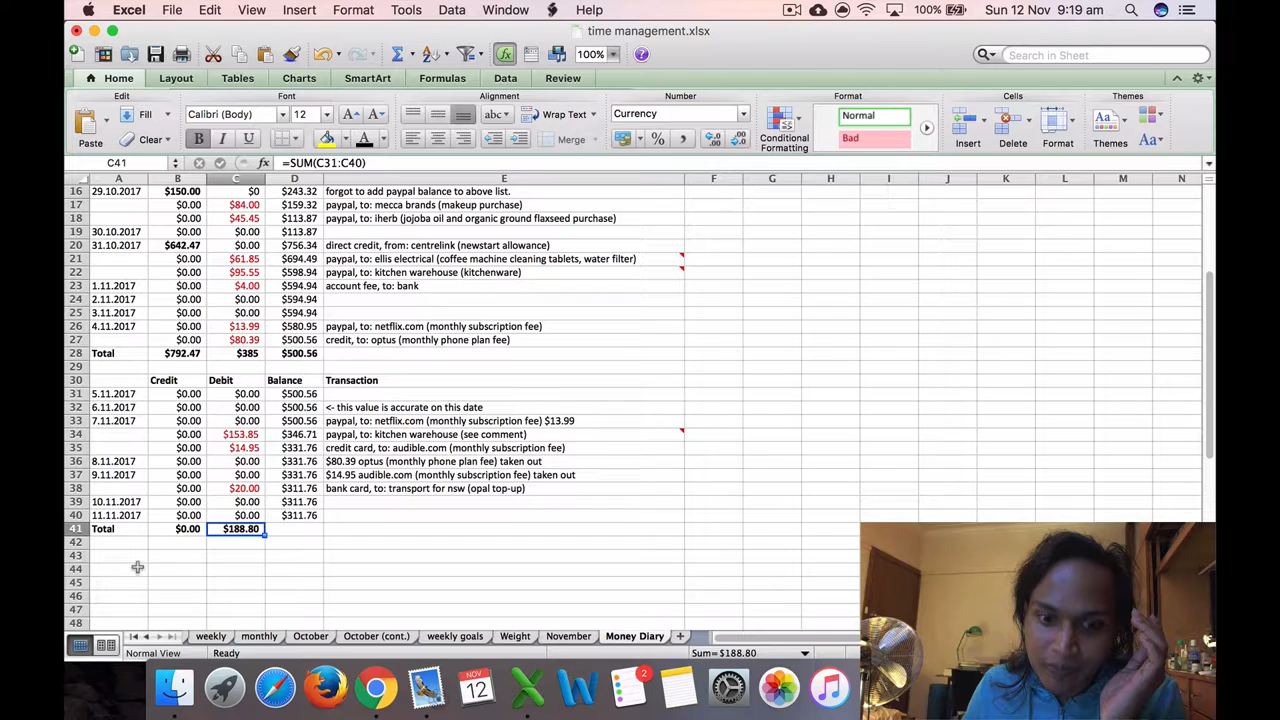 Excel File Edit View Insert Format Tools Data Window Help 100% Sun 12 Nov 9:19 am
time management.xlsx
100% Search in Sheet
Home Layout Tables Charts SmartArt Formulas Data Review
Edit Font Alignment Number Format Cells Themes
Fill Calibri (Body) 12 abc Wrap Text Currency Normal
Paste Clear B I U A Merge % Conditional Formatting Bad Insert Delete Format Themes Aa
C41 fx =SUM(C31:C40)
A B C D E F G H I J K L M N
16 29.10.2017 $150.00 $0 $243.32 forgot to add paypal balance to above list.
17 $0.00 $84.00 $159.32 paypal, to: mecca brands (makeup purchase)
18 $0.00 $45.45 $113.87 paypal, to: iherb (jojoba oil and organic ground flaxseed purchase)
19 30.10.2017 $0.00 $0.00 $113.87
20 31.10.2017 $642.47 $0.00 $756.34 direct credit, from: centrelink (newstart allowance)
21 $0.00 $61.85 $694.49 paypal, to: ellis electrical (coffee machine cleaning tablets, water filter)
22 $0.00 $95.55 $598.94 paypal, to: kitchen warehouse (kitchenware)
23 1.11.2017 $0.00 $4.00 $594.94 account fee, to: bank
24 2.11.2017 $0.00 $0.00 $594.94
25 3.11.2017 $0.00 $0.00 $594.94
26 4.11.2017 $0.00 $13.99 $580.95 paypal, to: netflix.com (monthly subscription fee)
27 $0.00 $80.39 $500.56 credit, to: optus (monthly phone plan fee)
28 Total $792.47 $385 $500.56
29
30 Credit Debit Balance Transaction
31 5.11.2017 $0.00 $0.00 $500.56
32 6.11.2017 $0.00 $0.00 $500.56 <- this value is accurate on this date
33 7.11.2017 $0.00 $0.00 $500.56 paypal, to: netflix.com (monthly subscription fee) $13.99
34 $0.00 $153.85 $346.71 paypal, to: kitchen warehouse (see comment)
35 $0.00 $14.95 $331.76 credit card, to: audible.com (monthly subscription fee)
36 8.11.2017 $0.00 $0.00 $331.76 $80.39 optus (monthly phone plan fee) taken out
37 9.11.2017 $0.00 $0.00 $331.76 $14.95 audible.com (monthly subscription fee) taken out
38 $0.00 $20.00 $311.76 bank card, to: transport for nsw (opal top-up)
39 10.11.2017 $0.00 $0.00 $311.76
40 11.11.2017 $0.00 $0.00 $311.76
41 Total $0.00 $188.80
42
43
44
45
46
47
48
weekly monthly October October (cont.) weekly goals Weight November Money Diary
Normal View Ready Sum=$188.80
NOV 12 2